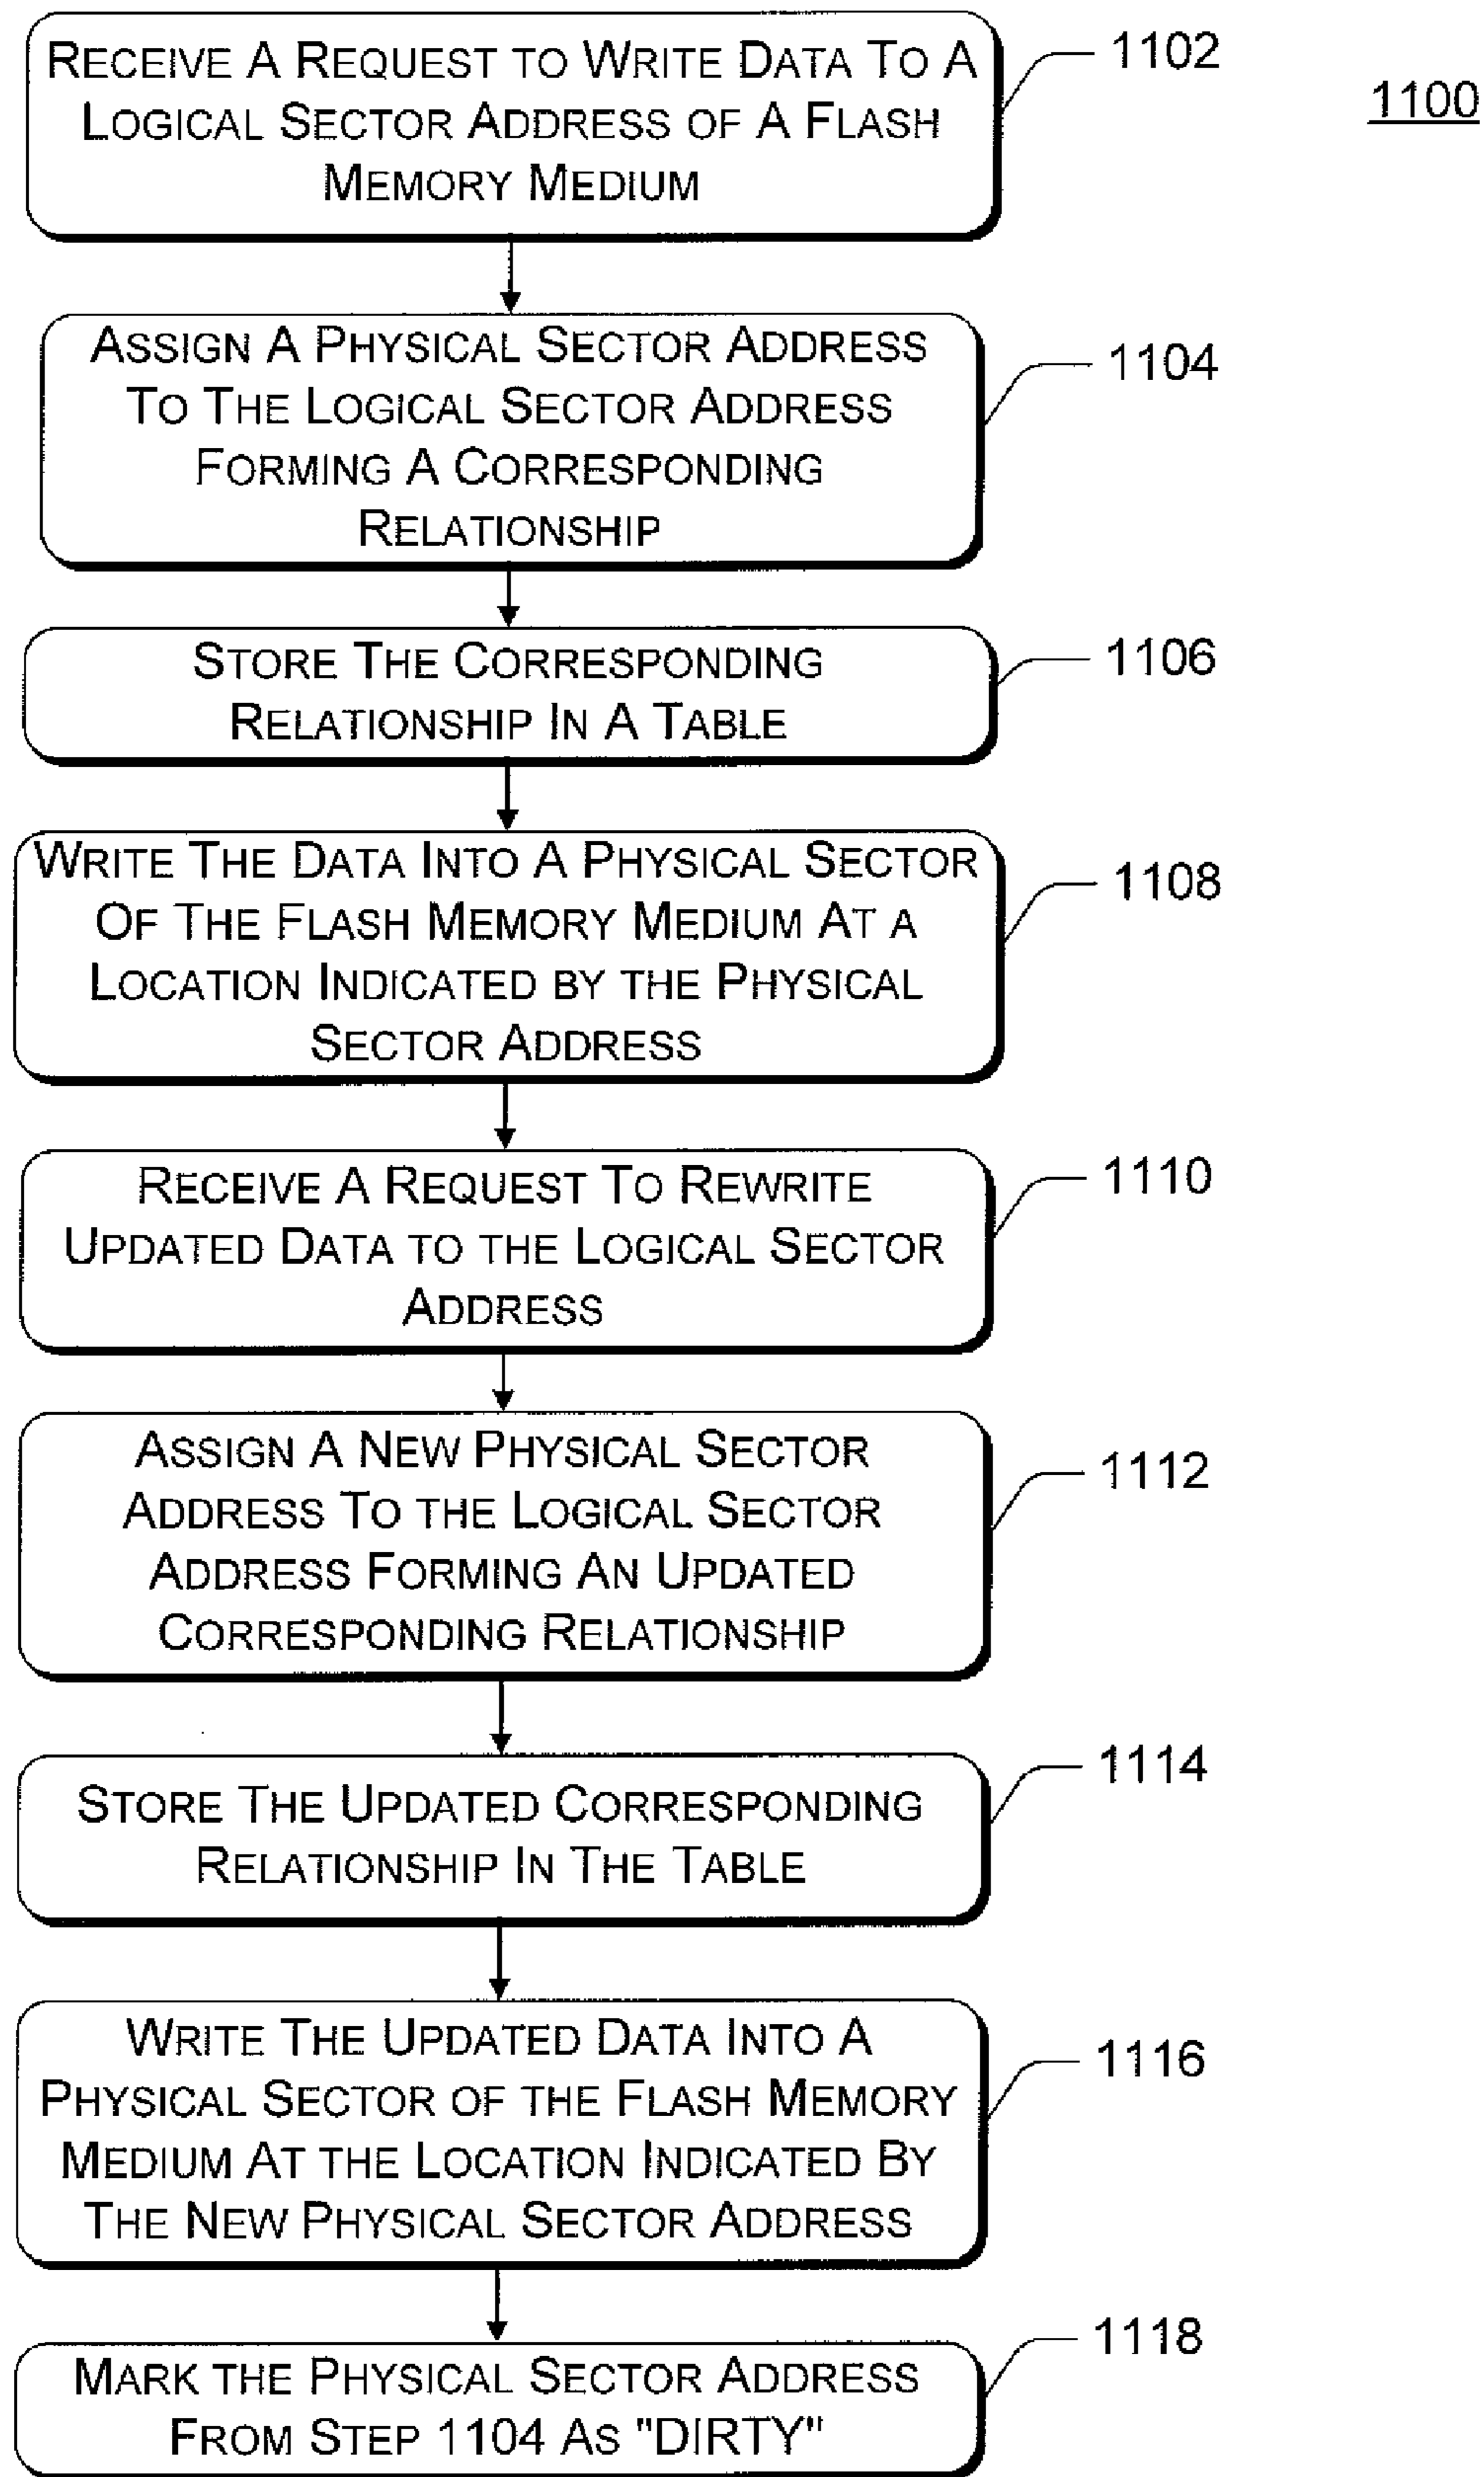 RECEIVE A REQUEST TO WRITE DATA TO A
LOGICAL SECTOR ADDRESS OF A FLASH
MEMORY MEDIUM
1102
1100
ASSIGN A PHYSICAL SECTOR ADDRESS
TO THE LOGICAL SECTOR ADDRESS
FORMING A CORRESPONDING
RELATIONSHIP
1104
STORE THE CORRESPONDING
RELATIONSHIP IN A TABLE
1106
WRITE THE DATA INTO A PHYSICAL SECTOR
OF THE FLASH MEMORY MEDIUM AT A
LOCATION INDICATED BY THE PHYSICAL
SECTOR ADDRESS
1108
RECEIVE A REQUEST TO REWRITE
UPDATED DATA TO THE LOGICAL SECTOR
ADDRESS
1110
ASSIGN A NEW PHYSICAL SECTOR
ADDRESS TO THE LOGICAL SECTOR
ADDRESS FORMING AN UPDATED
CORRESPONDING RELATIONSHIP
1112
STORE THE UPDATED CORRESPONDING
RELATIONSHIP IN THE TABLE
1114
WRITE THE UPDATED DATA INTO A
PHYSICAL SECTOR OF THE FLASH MEMORY
MEDIUM AT THE LOCATION INDICATED BY
THE NEW PHYSICAL SECTOR ADDRESS
1116
MARK THE PHYSICAL SECTOR ADDRESS
FROM STEP 1104 AS "DIRTY"
1118